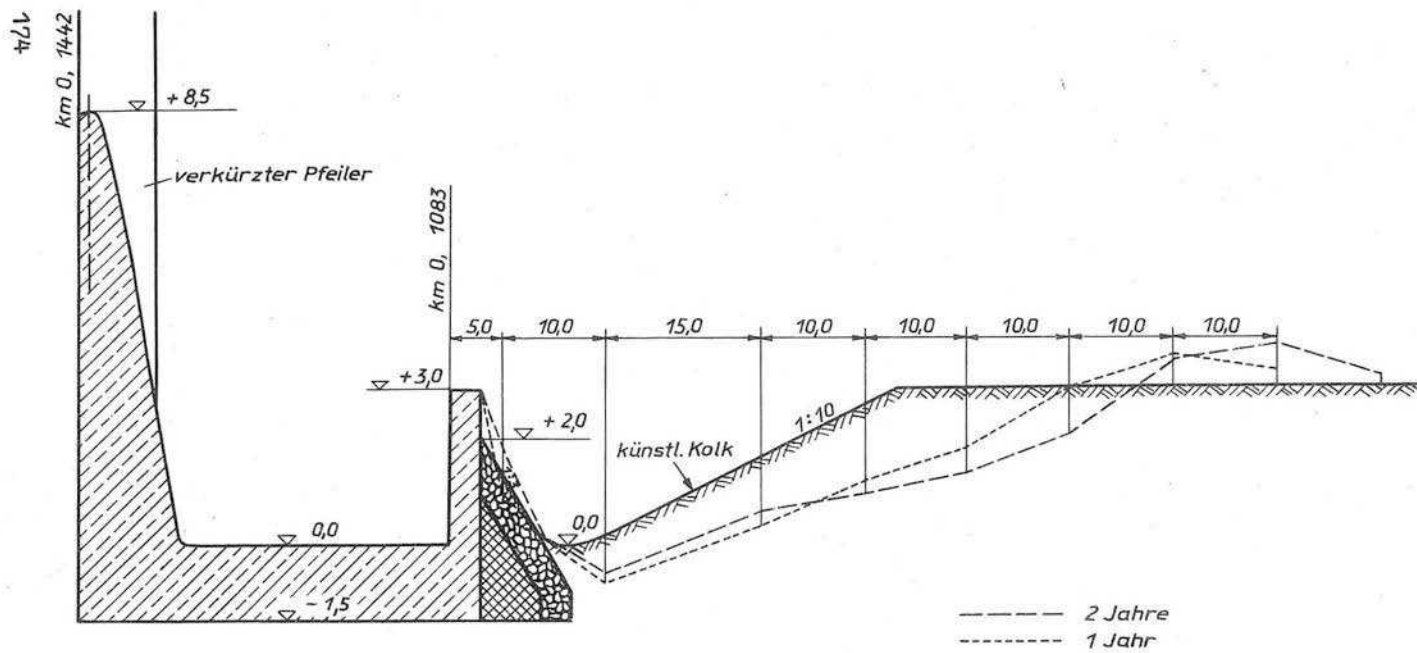 174
km 0, 1442
+ 8,5
verkürzter Pfeiler
km 0, 1083
5,0 10,0 15,0 10,0 10,0 10,0 10,0 10,0
+3,0
+ 2,0
1:10
künstl. Kolk
0,0
0,0
- 1,5
2 Jahre
1 Jahr